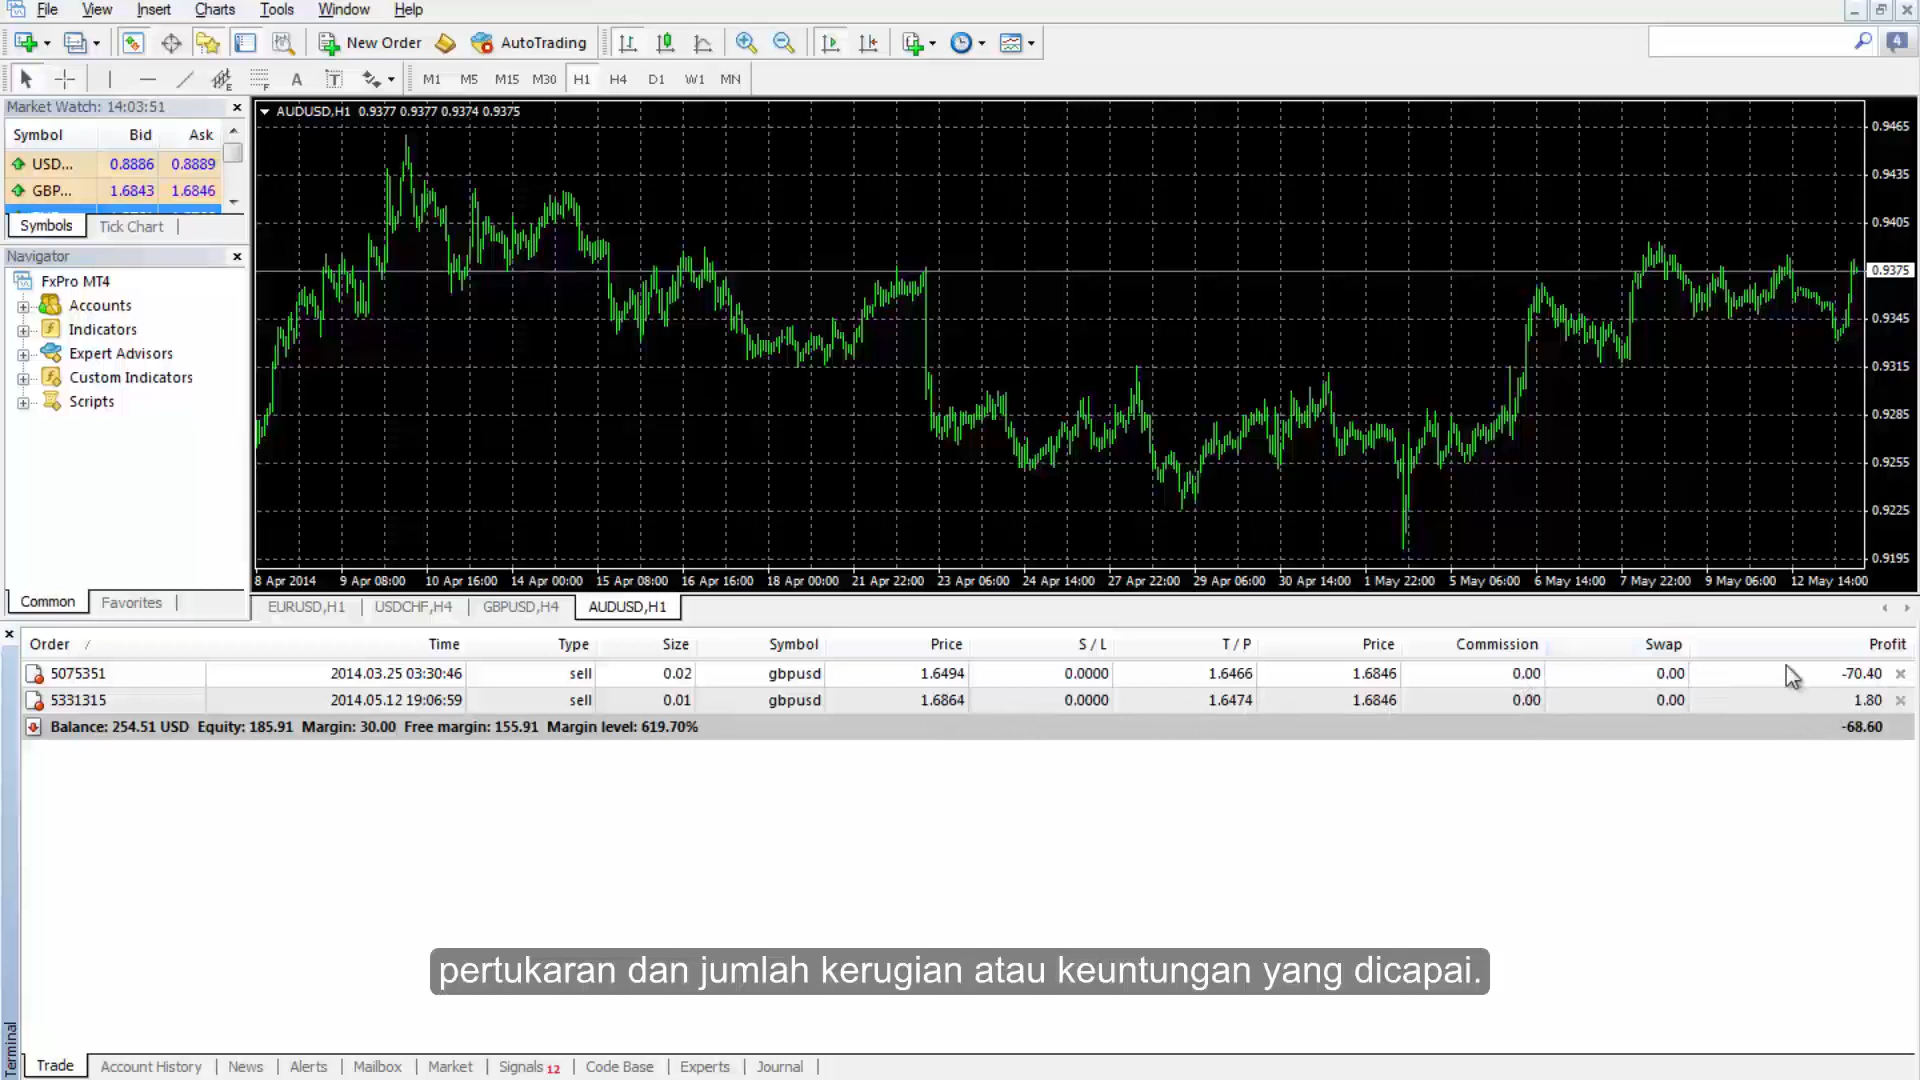 File View Insert Charts Tools Window Help
New Order AutoTrading 4
A T M1 M5 M15 M30 H1 H4 D1 W1 MN
Market Watch: 14:03:51
Symbol Bid Ask
USD... 0.8886 0.8889
GBP... 1.6843 1.6846
Symbols Tick Chart
Navigator
FxPro MT4
Accounts
Indicators
Expert Advisors
Custom Indicators
Scripts
Common Favorites
AUDUSD,H1 0.9377 0.9377 0.9374 0.9375
0.9465
0.9435
0.9405
0.9375
0.9345
0.9315
0.9285
0.9255
0.9225
0.9195
8 Apr 2014 9 Apr 08:00 10 Apr 16:00 14 Apr 00:00 15 Apr 08:00 16 Apr 16:00 18 Apr 00:00 21 Apr 22:00 23 Apr 06:00 24 Apr 14:00 27 Apr 22:00 29 Apr 06:00 30 Apr 14:00 1 May 22:00 5 May 06:00 6 May 14:00 7 May 22:00 9 May 06:00 12 May 14:00
EURUSD,H1 USDCHF,H4 GBPUSD,H4 AUDUSD,H1
Order / Time Type Size Symbol Price S / L T / P Price Commission Swap Profit
5075351 2014.03.25 03:30:46 sell 0.02 gbpusd 1.6494 0.0000 1.6466 1.6846 0.00 0.00 -70.40
5331315 2014.05.12 19:06:59 sell 0.01 gbpusd 1.6864 0.0000 1.6474 1.6846 0.00 0.00 1.80
Balance: 254.51 USD Equity: 185.91 Margin: 30.00 Free margin: 155.91 Margin level: 619.70% -68.60
pertukaran dan jumlah kerugian atau keuntungan yang dicapai.
Terminal
Trade Account History News Alerts Mailbox Market Signals 12 Code Base Experts Journal